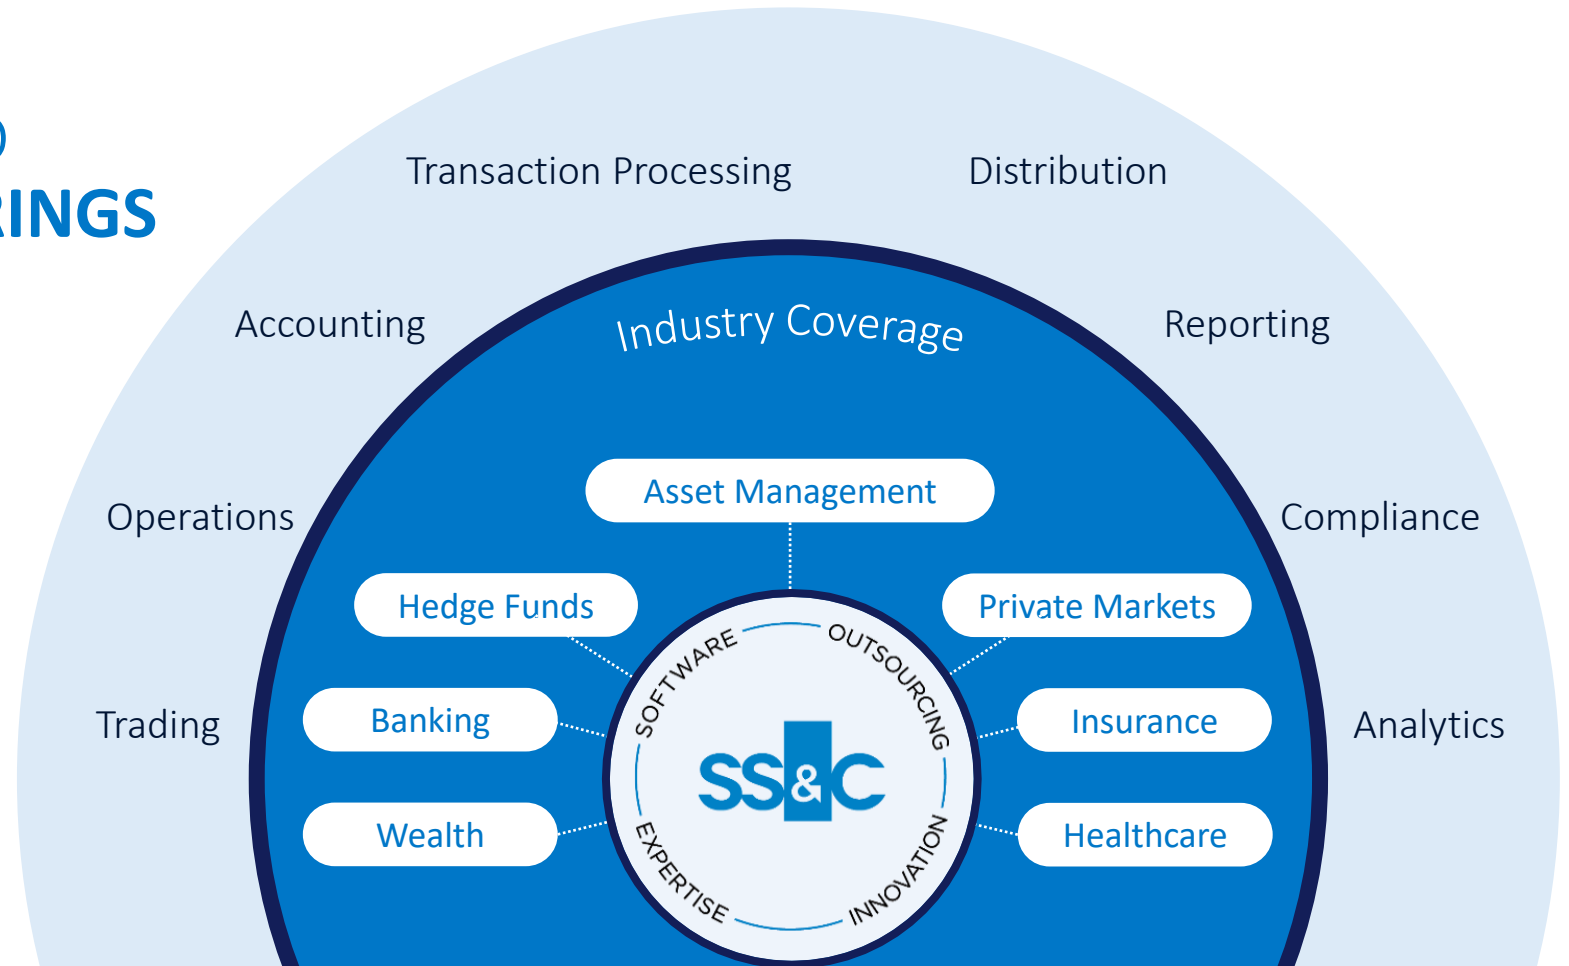 RINGS
Transaction Processing
Distribution
Accounting
Reporting
Industry Coverage
Asset Management
Operations
Compliance
Hedge Funds
Private Markets
SOFTWARE
OUTSOURCING
Trading
Banking
Insurance
Analytics
SS&C
Wealth
Healthcare
EXPERTISE
INNOVATION